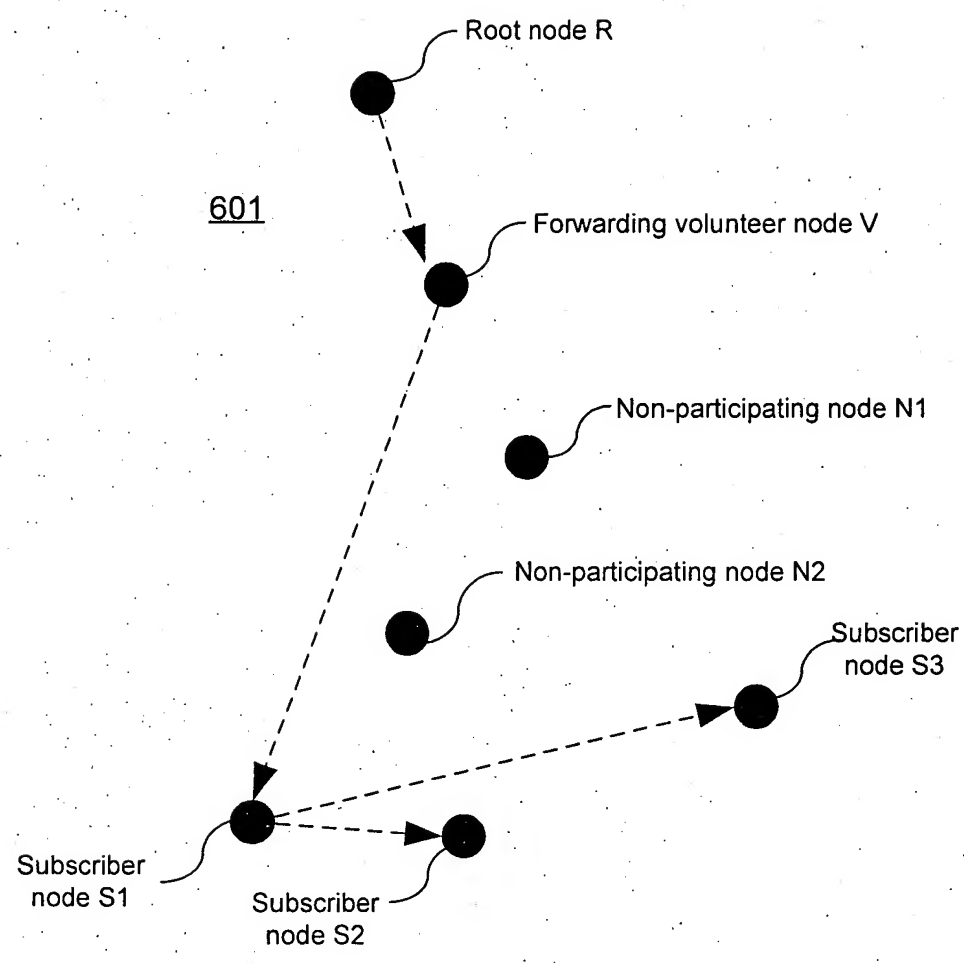 Root node R
601
Forwarding volunteer node V
Non-participating node N1
Non-participating node N2
Subscriber
node S3
Subscriber
node S1
Subscriber
node S2